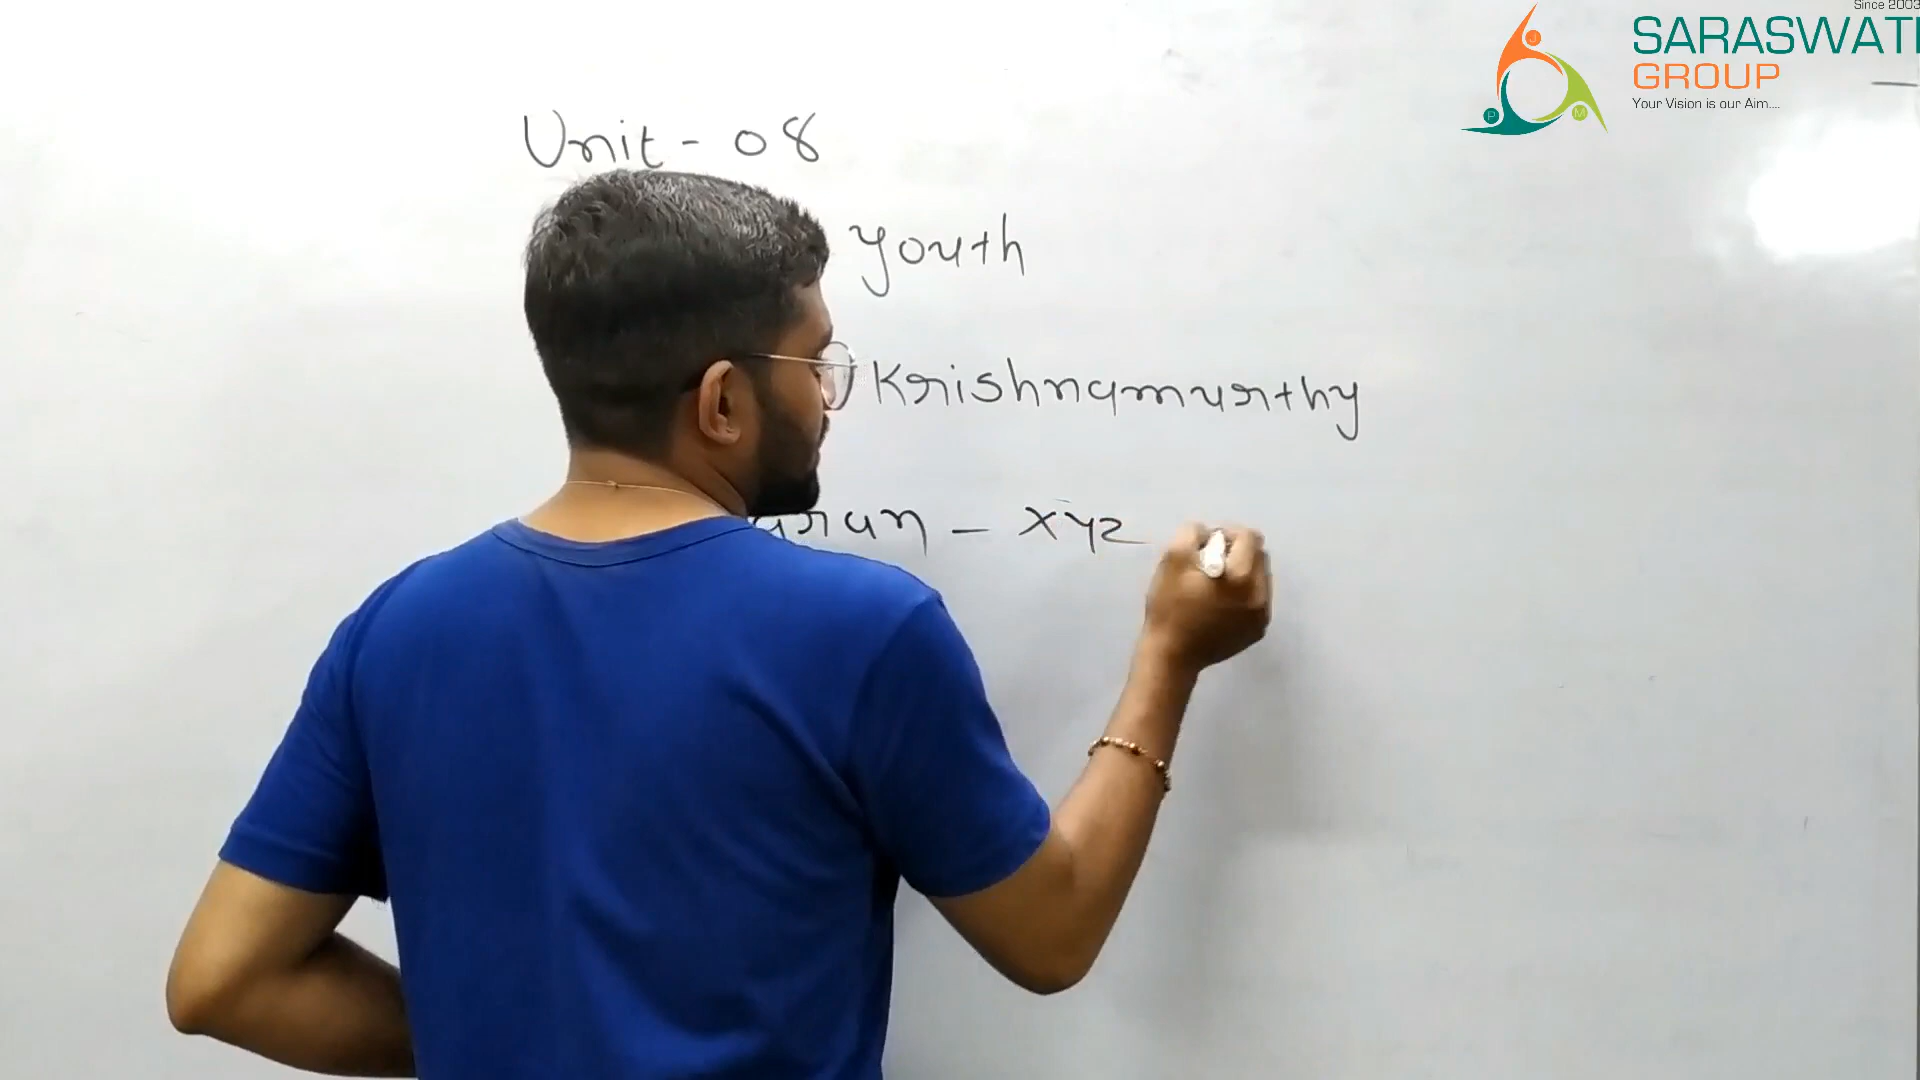 Since 2003
SARASWATI
GROUP
Your Vision is our Aim....
J
P
M
Unit - 08
youth
Krishnamurthy
- xyz